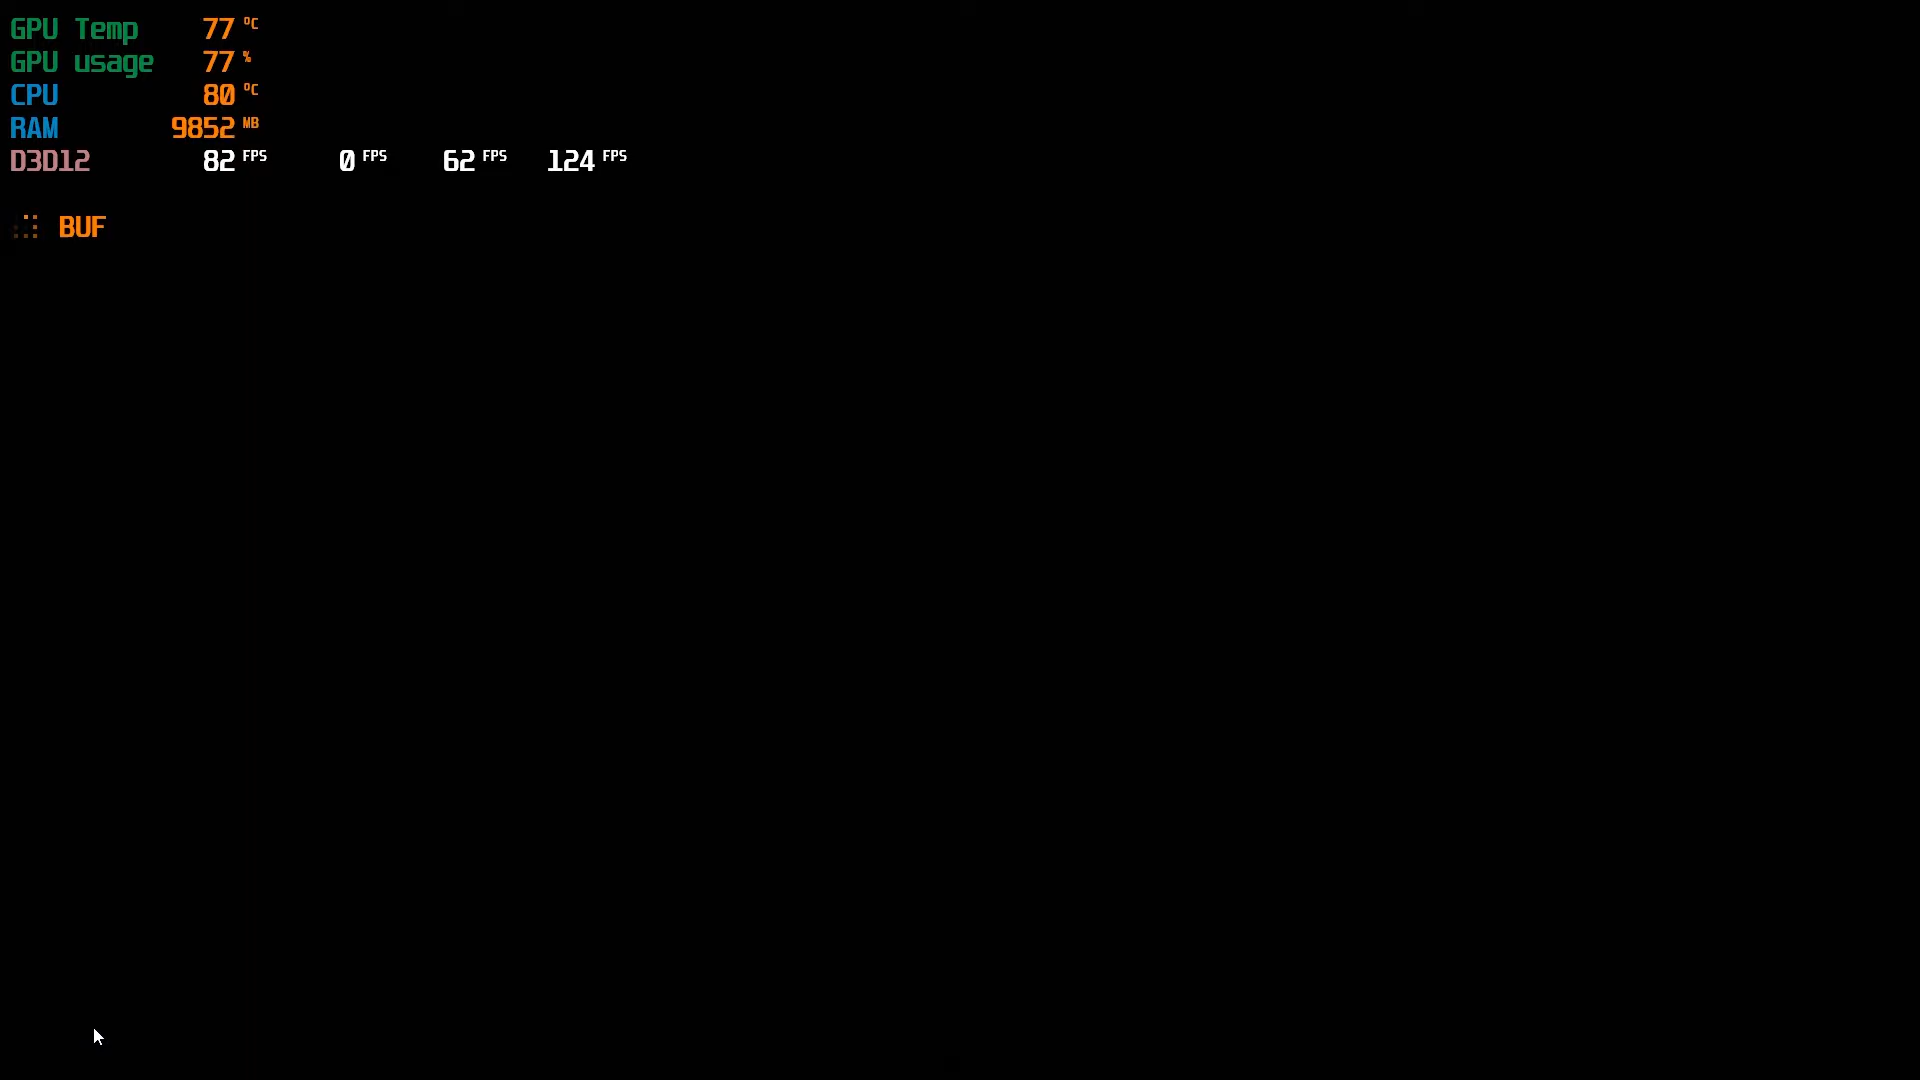 GPU Temp 77 °C
GPU usage 77 %
CPU 80 °C
RAM 9852 MB
D3D12 82 FPS 0 FPS 62 FPS 124 FPS
BUF